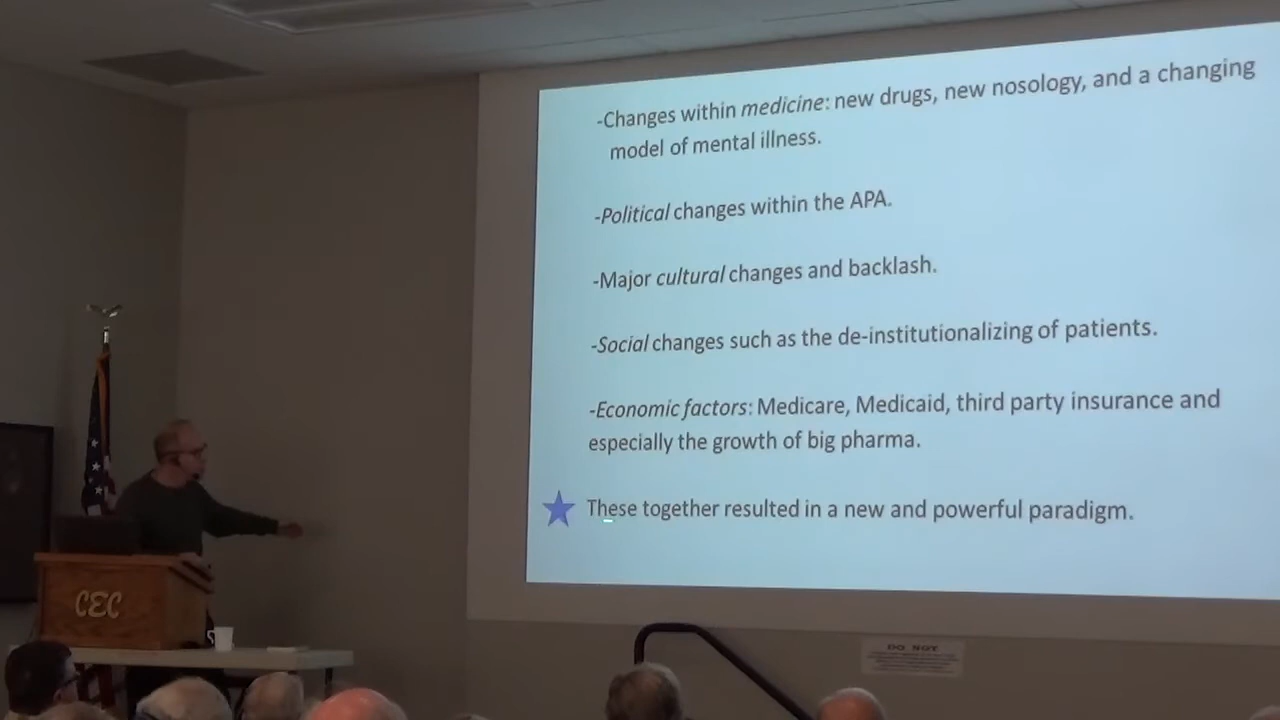 -Changes within medicine: new drugs, new nosology, and a changing
model of mental illness.
-Political changes within the APA.
-Major cultural changes and backlash.
-Social changes such as the de-institutionalizing of patients.
-Economic factors: Medicare, Medicaid, third party insurance and
especially the growth of big pharma.
These together resulted in a new and powerful paradigm.
CEC
DO NOT